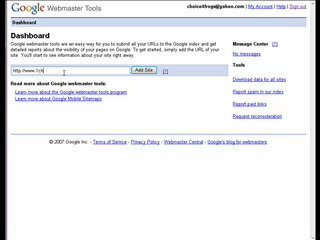 Google Webmaster Tools
choice4frogs@yahoo.com | My Account | Help | Sign out
Dashboard
Dashboard
Google webmaster tools are an easy way for you to submit all your URLs to the Google index and get
detailed reports about the visibility of your pages on Google. To get started, simply add the URL of your
site. You'll start to see information about your site right away.
http://www.1cb
Add Site
[?]
Read more about Google webmaster tools:
Learn more about the Google webmaster tools program
Learn more about Google Mobile Sitemaps
Message Center [?]
No messages
Tools
Download data for all sites
Report spam in our index
Report paid links
Request reconsideration
© 2007 Google Inc. - Terms of Service - Privacy Policy - Webmaster Central - Google's blog for webmasters